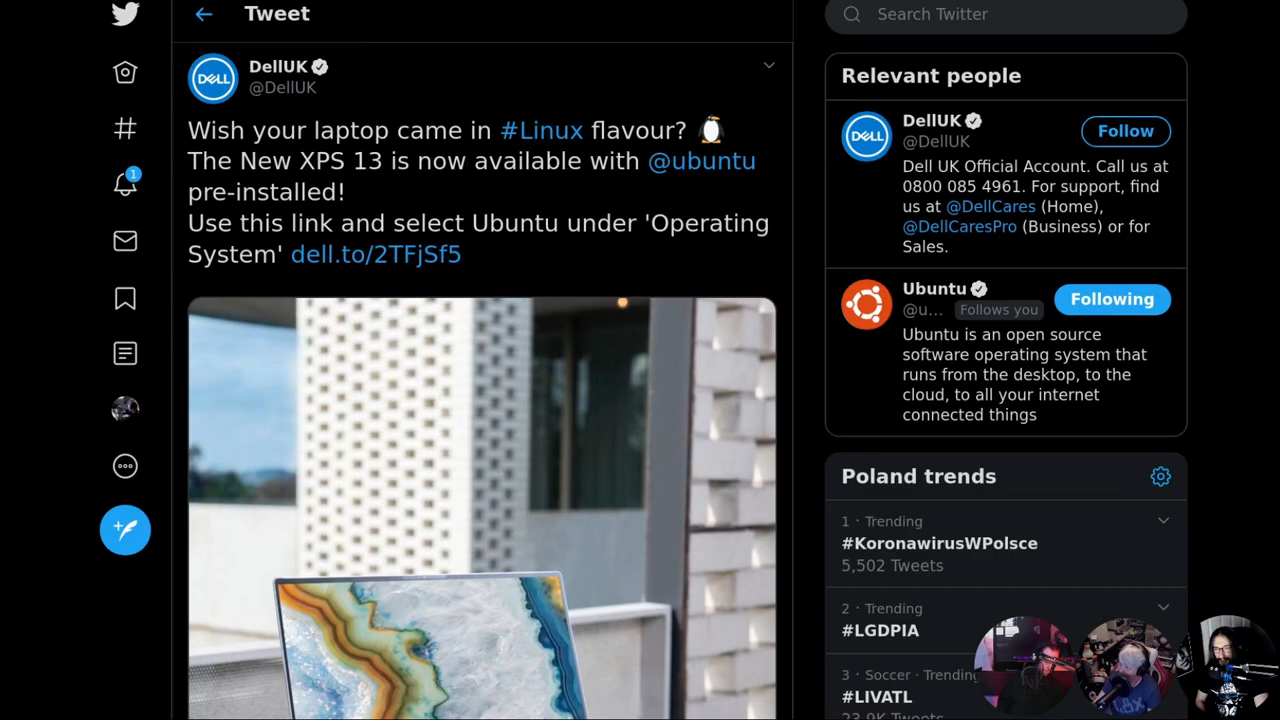 Tweet
DELL
DellUK
@DellUK
Wish your laptop came in #Linux flavour? 🐧
The New XPS 13 is now available with @ubuntu
pre-installed!
Use this link and select Ubuntu under 'Operating
System' dell.to/2TFjSf5
1
Search Twitter
Relevant people
DELL
DellUK
@DellUK
Follow
Dell UK Official Account. Call us at
0800 085 4961. For support, find
us at @DellCares (Home),
@DellCaresPro (Business) or for
Sales.
Ubuntu
@u... Follows you
Following
Ubuntu is an open source
software operating system that
runs from the desktop, to the
cloud, to all your internet
connected things
Poland trends
1 · Trending
#KoronawirusWPolsce
5,502 Tweets
2 · Trending
#LGDPIA
3 · Soccer · Trending
#LIVATL
23.9K Tweets